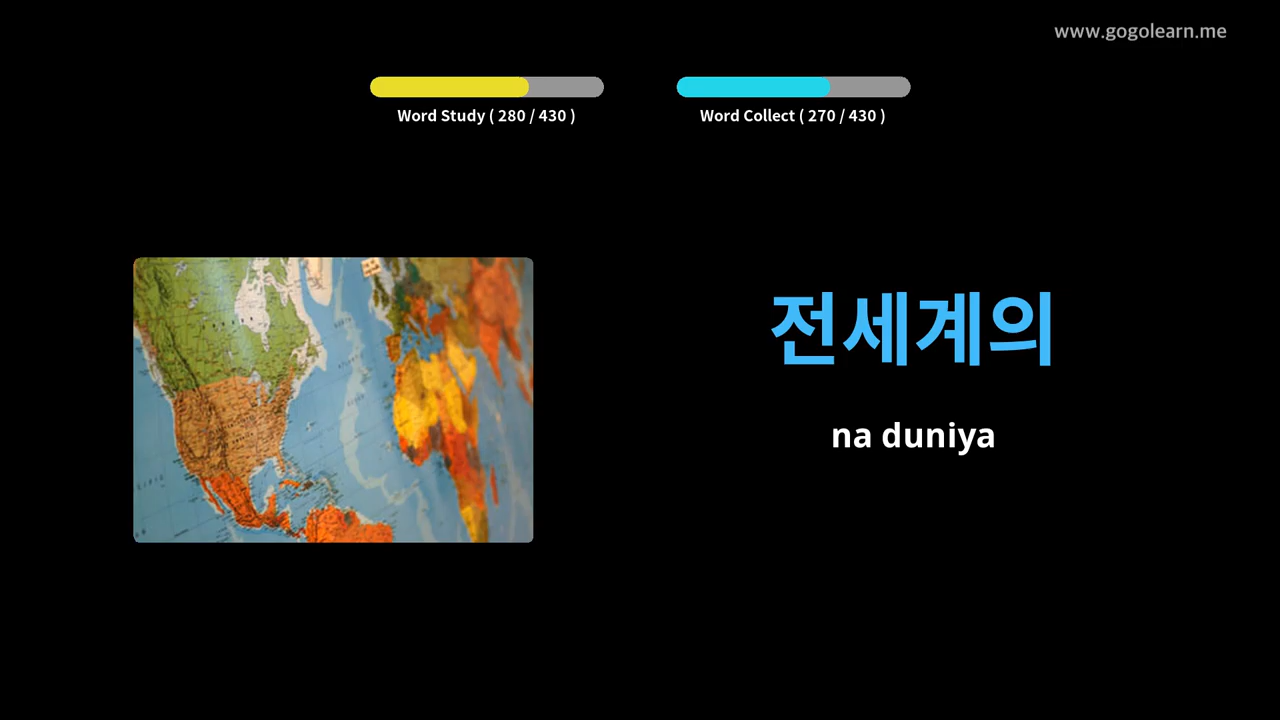 www.gogolearn.me
Word Study ( 280 / 430 )
Word Collect ( 270 / 430 )
전세계의
na duniya